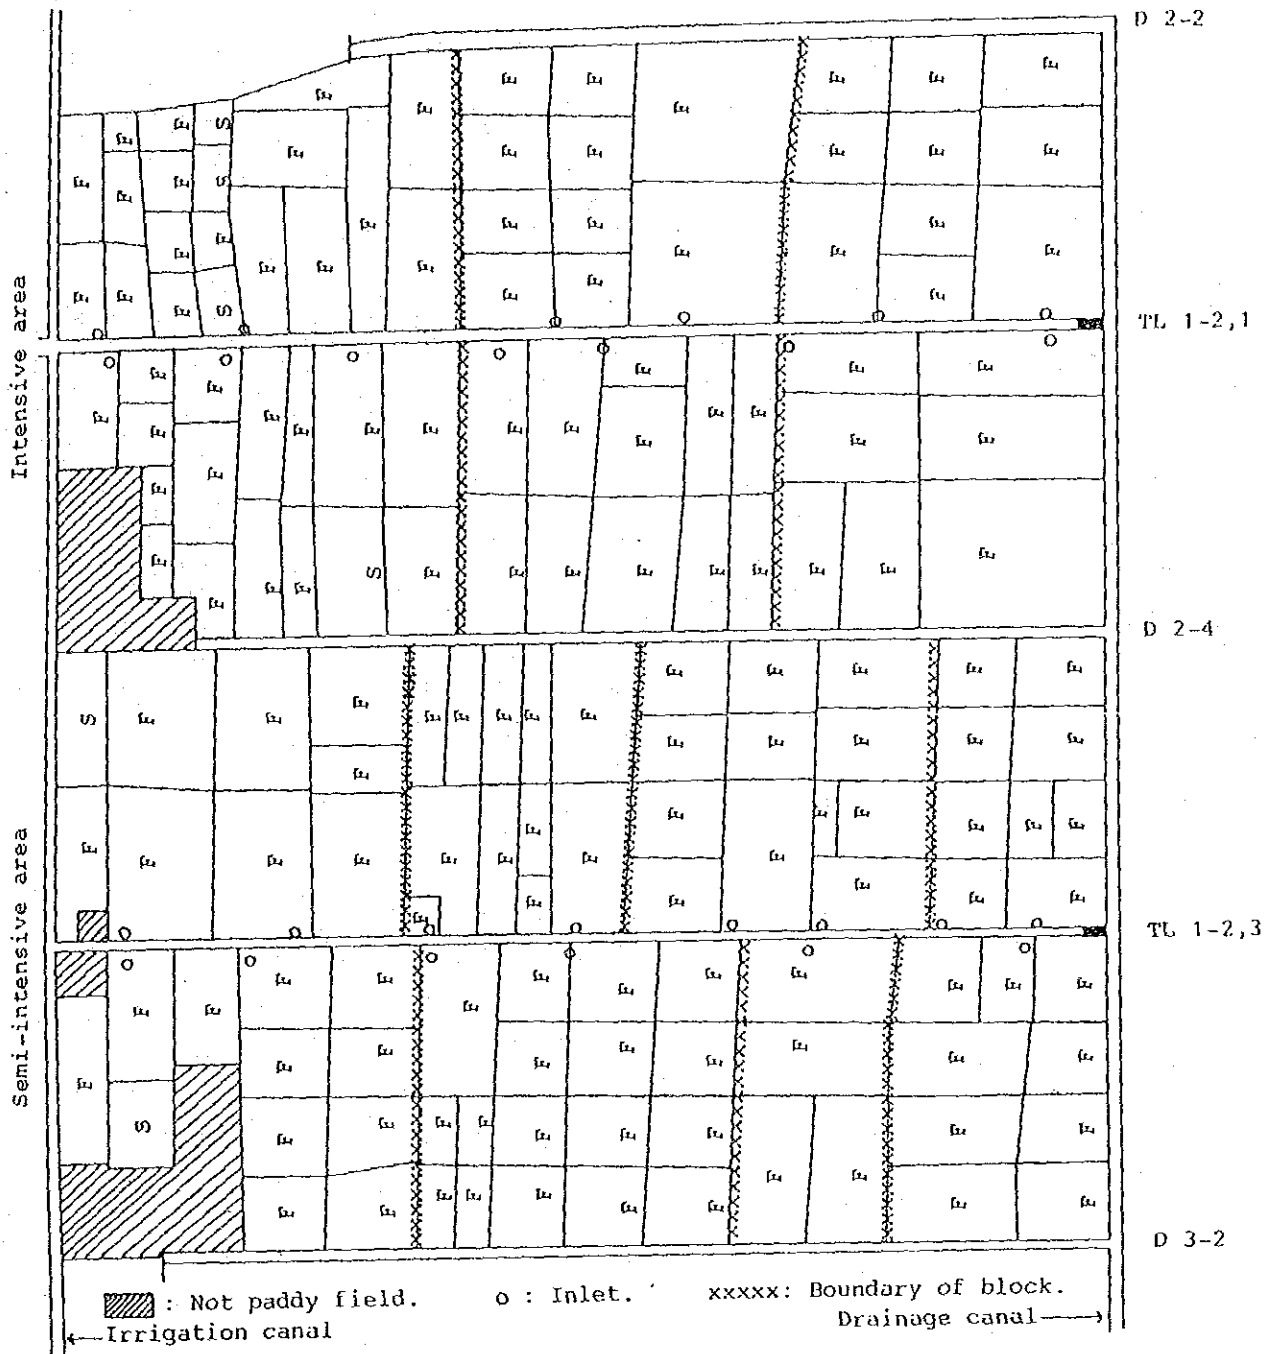 D 2-2
F F F F F
F F F
F F S
F F F F F F
F F F S
F F F F F F
F F F F F F F
F F F S F F F
TL 1-2,1
Intensive area
F F F F F
F F F F F F F F F F
F F F F F
F F S F F F F F F F F F
F F
D 2-4
F F F F F
S F F F F F F F F
F F F F F F
F F F F F F F
F F F F F F F F F
F F F F F F
Semi-intensive area
TL 1-2,3
F F F F F F F F
F F F
F F F F F F F F
F
S F F F F F F F F F
F F
F F F F F F F F F
D 3-2
: Not paddy field. o : Inlet. xxxxx: Boundary of block.
←Irrigation canal Drainage canal→